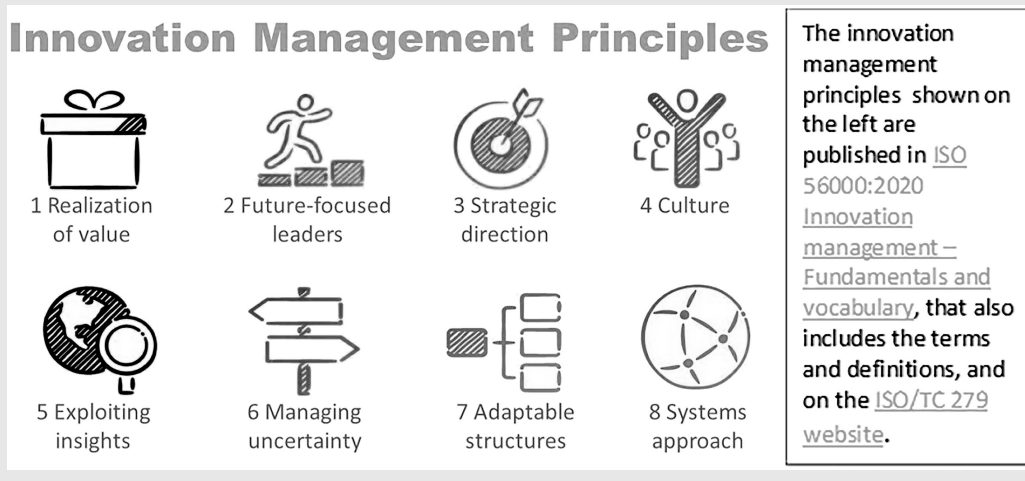 Innovation Management Principles
1 Realization
of value
2 Future-focused
leaders
3 Strategic
direction
4 Culture
5 Exploiting
insights
6 Managing
uncertainty
7 Adaptable
structures
8 Systems
approach
The innovation
management
principles shown on
the left are
published in ISO
56000:2020
Innovation
management –
Fundamentals and
vocabulary, that also
includes the terms
and definitions, and
on the ISO/TC 279
website.